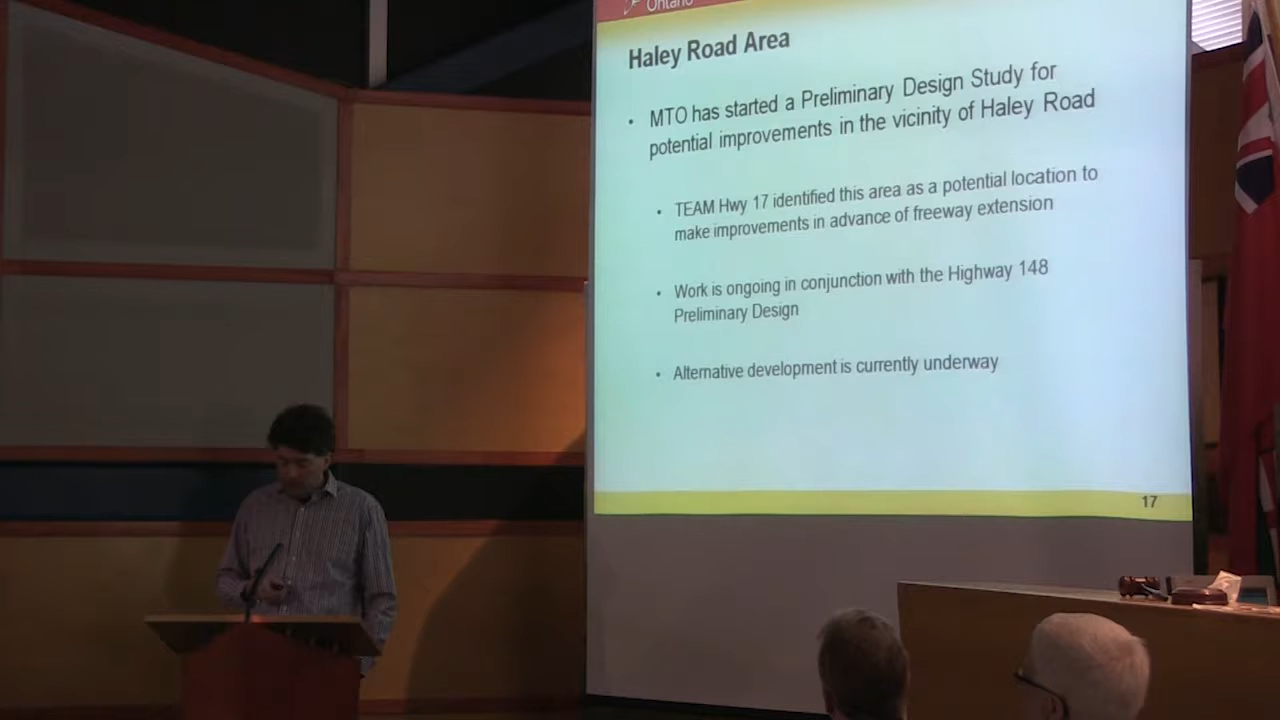 Ontario
Haley Road Area
• MTO has started a Preliminary Design Study for
potential improvements in the vicinity of Haley Road
• TEAM Hwy 17 identified this area as a potential location to
make improvements in advance of freeway extension
• Work is ongoing in conjunction with the Highway 148
Preliminary Design
• Alternative development is currently underway
17